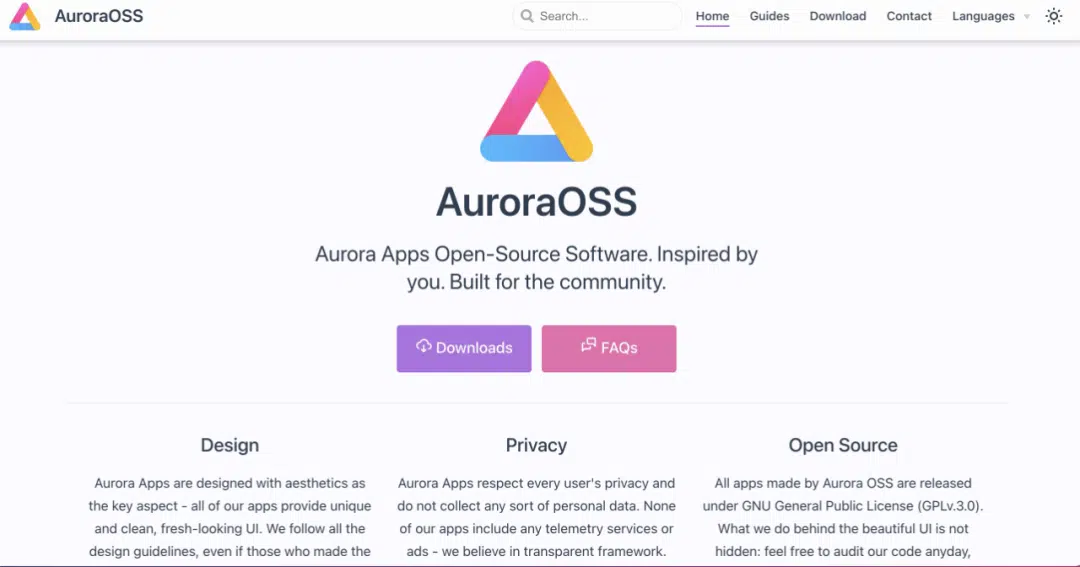 AuroraOSS
Search...
Home
Guides
Download
Contact
Languages
AuroraOSS
Aurora Apps Open-Source Software. Inspired by
you. Built for the community.
Downloads
FAQs
Design
Aurora Apps are designed with aesthetics as
the key aspect - all of our apps provide unique
and clean, fresh-looking UI. We follow all the
design guidelines, even if those who made the
Privacy
Aurora Apps respect every user's privacy and
do not collect any sort of personal data. None
of our apps include any telemetry services or
ads - we believe in transparent framework.
Open Source
All apps made by Aurora OSS are released
under GNU General Public License (GPLv.3.0).
What we do behind the beautiful UI is not
hidden: feel free to audit our code anyday,